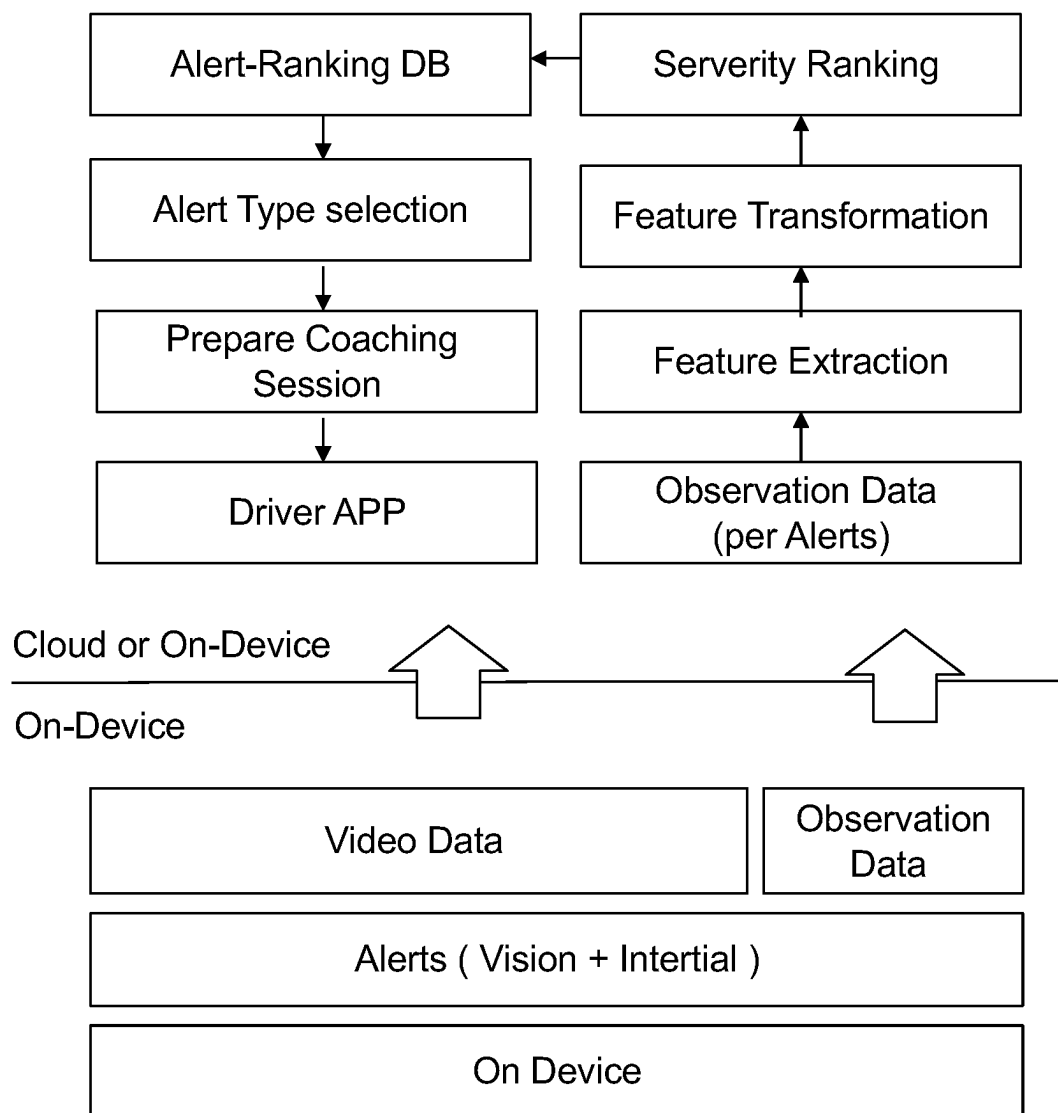 Alert-Ranking DB
Serverity Ranking
Alert Type selection
Feature Transformation
Prepare Coaching
Session
Feature Extraction
Driver APP
Observation Data
(per Alerts)
Cloud or On-Device
On-Device
Video Data
Observation
Data
Alerts ( Vision + Intertial )
On Device